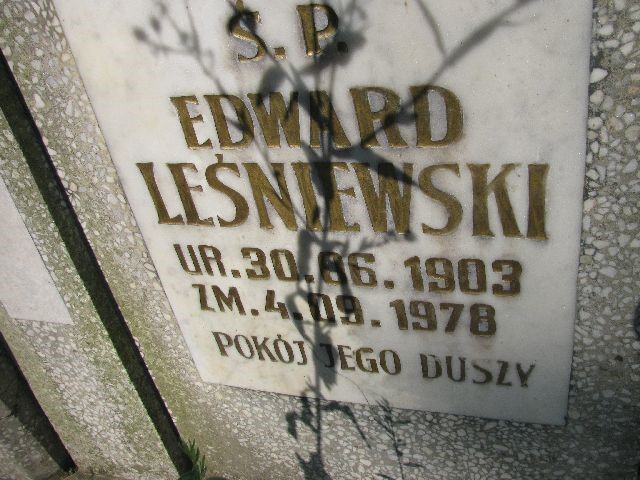 Ś. P.
EDWARD
LEŚNIEWSKI
UR. 30.06.1903
ZM. 4.09.1978
POKÓJ JEGO DUSZY